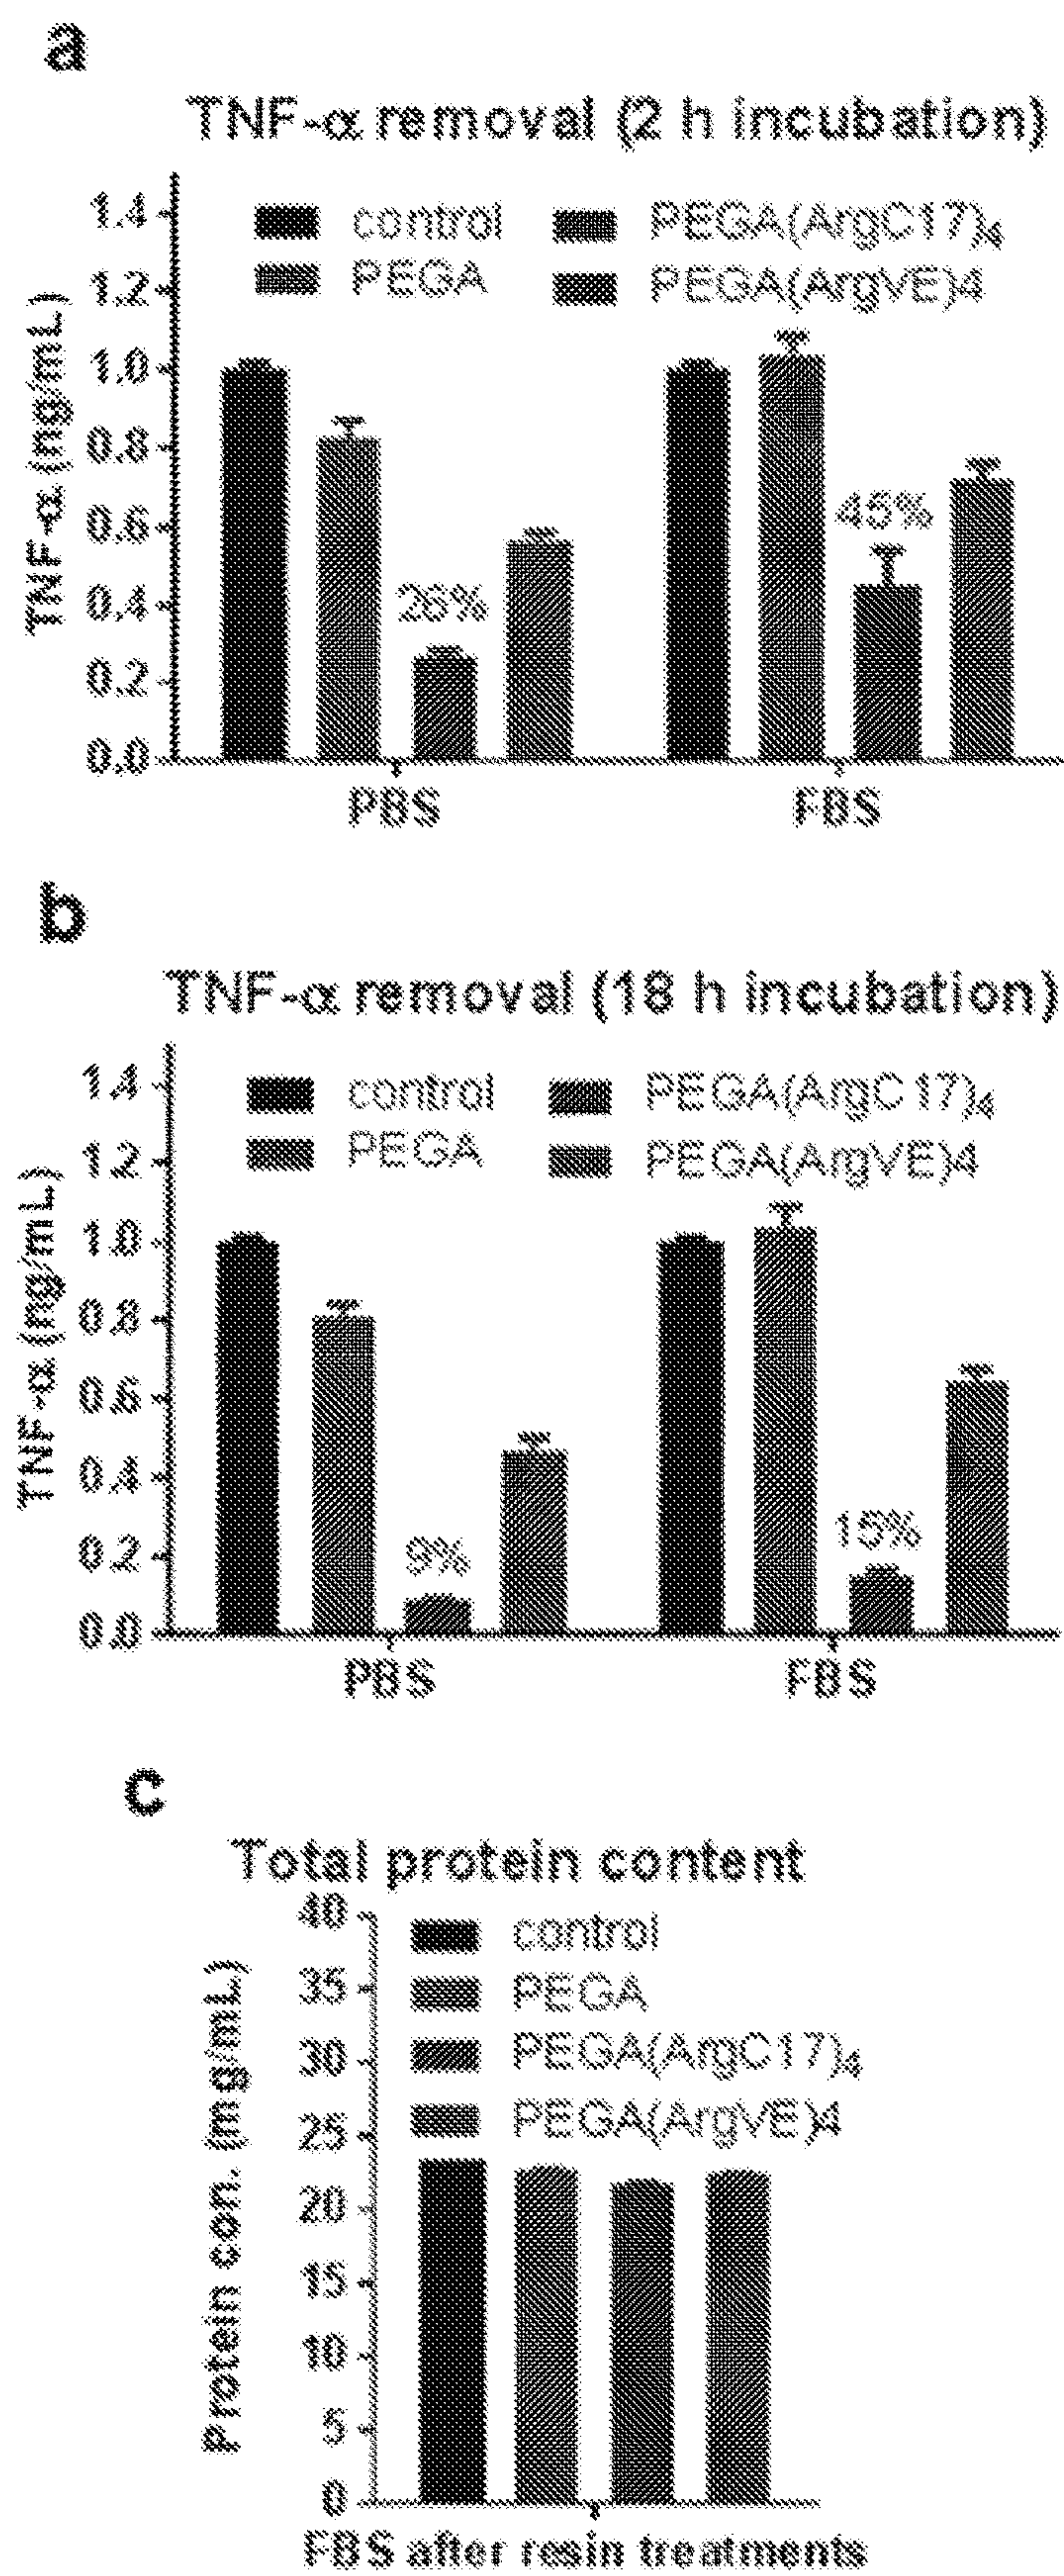 a
TNF-α removal (2 h incubation)
TNF-α (ng/mL)
1.4
1.2
1.0
0.8
0.6
0.4
0.2
0.0
control
PEGA
PEGA(ArgC17)4
PEGA(ArgVE)4
26%
45%
PBS
FBS
b
TNF-α removal (18 h incubation)
TNF-α (ng/mL)
1.4
1.2
1.0
0.8
0.6
0.4
0.2
0.0
control
PEGA
PEGA(ArgC17)4
PEGA(ArgVE)4
9%
15%
PBS
FBS
c
Total protein content
Protein con. (mg/mL)
40
35
30
25
20
15
10
5
0
control
PEGA
PEGA(ArgC17)4
PEGA(ArgVE)4
FBS after resin treatments